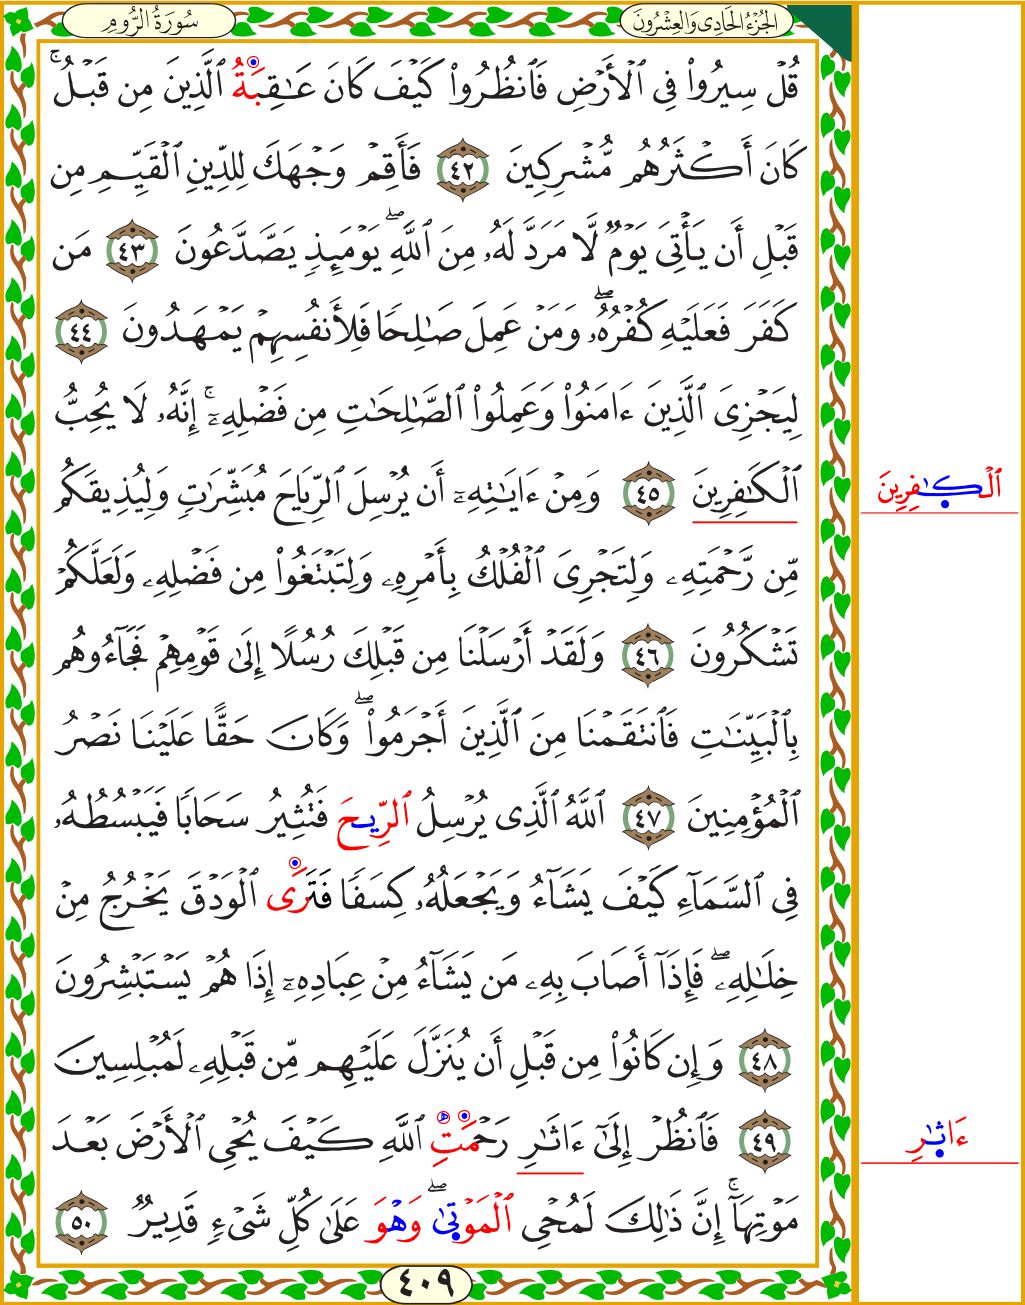 سُورَةُ الرُّومِ
الجُزْءُ الحَادِى وَالعِشْرُونَ
قُلۡ سِيرُواْ فِى ٱلۡأَرۡضِ فَٱنظُرُواْ كَيۡفَ كَانَ عَٰقِبَةُ ٱلَّذِينَ مِن قَبۡلُۚ
كَانَ أَكۡثَرُهُم مُّشۡرِكِينَ ٤٢ فَأَقِمۡ وَجۡهَكَ لِلدِّينِ ٱلۡقَيِّمِ مِن
قَبۡلِ أَن يَأۡتِىَ يَوۡمٞ لَّا مَرَدَّ لَهُۥ مِنَ ٱللَّهِۖ يَوۡمَئِذٖ يَصَّدَّعُونَ ٤٣ مَن
كَفَرَ فَعَلَيۡهِ كُفۡرُهُۥۖ وَمَنۡ عَمِلَ صَٰلِحٗا فَلِأَنفُسِهِمۡ يَمۡهَدُونَ ٤٤
لِيَجۡزِىَ ٱلَّذِينَ ءَامَنُواْ وَعَمِلُواْ ٱلصَّٰلِحَٰتِ مِن فَضۡلِهِۦٓۚ إِنَّهُۥ لَا يُحِبُّ
ٱلۡكَٰفِرِينَ ٤٥ وَمِنۡ ءَايَٰتِهِۦٓ أَن يُرۡسِلَ ٱلرِّيَاحَ مُبَشِّرَٰتٖ وَلِيُذِيقَكُم
ٱلۡكَٰفِرِينَ
مِّن رَّحۡمَتِهِۦ وَلِتَجۡرِىَ ٱلۡفُلۡكُ بِأَمۡرِهِۦ وَلِتَبۡتَغُواْ مِن فَضۡلِهِۦ وَلَعَلَّكُمۡ
تَشۡكُرُونَ ٤٦ وَلَقَدۡ أَرۡسَلۡنَا مِن قَبۡلِكَ رُسُلًا إِلَىٰ قَوۡمِهِمۡ فَجَآءُوهُم
بِٱلۡبَيِّنَٰتِ فَٱنتَقَمۡنَا مِنَ ٱلَّذِينَ أَجۡرَمُواْۖ وَكَانَ حَقًّا عَلَيۡنَا نَصۡرُ
ٱلۡمُؤۡمِنِينَ ٤٧ ٱللَّهُ ٱلَّذِى يُرۡسِلُ ٱلرِّيحَ فَتُثِيرُ سَحَابٗا فَيَبۡسُطُهُۥ
فِى ٱلسَّمَآءِ كَيۡفَ يَشَآءُ وَيَجۡعَلُهُۥ كِسَفٗا فَتَرَى ٱلۡوَدۡقَ يَخۡرُجُ مِنۡ
خِلَٰلِهِۦۖ فَإِذَآ أَصَابَ بِهِۦ مَن يَشَآءُ مِنۡ عِبَادِهِۦٓ إِذَا هُمۡ يَسۡتَبۡشِرُونَ
٤٨ وَإِن كَانُواْ مِن قَبۡلِ أَن يُنَزَّلَ عَلَيۡهِم مِّن قَبۡلِهِۦ لَمُبۡلِسِينَ
٤٩ فَٱنظُرۡ إِلَىٰٓ ءَاثَٰرِ رَحۡمَتِ ٱللَّهِ كَيۡفَ يُحۡىِ ٱلۡأَرۡضَ بَعۡدَ
ءَاثَٰرِ
مَوۡتِهَآۚ إِنَّ ذَٰلِكَ لَمُحۡىِ ٱلۡمَوۡتَىٰۖ وَهۡوَ عَلَىٰ كُلِّ شَىۡءٖ قَدِيرٞ ٥٠
٤٠٩